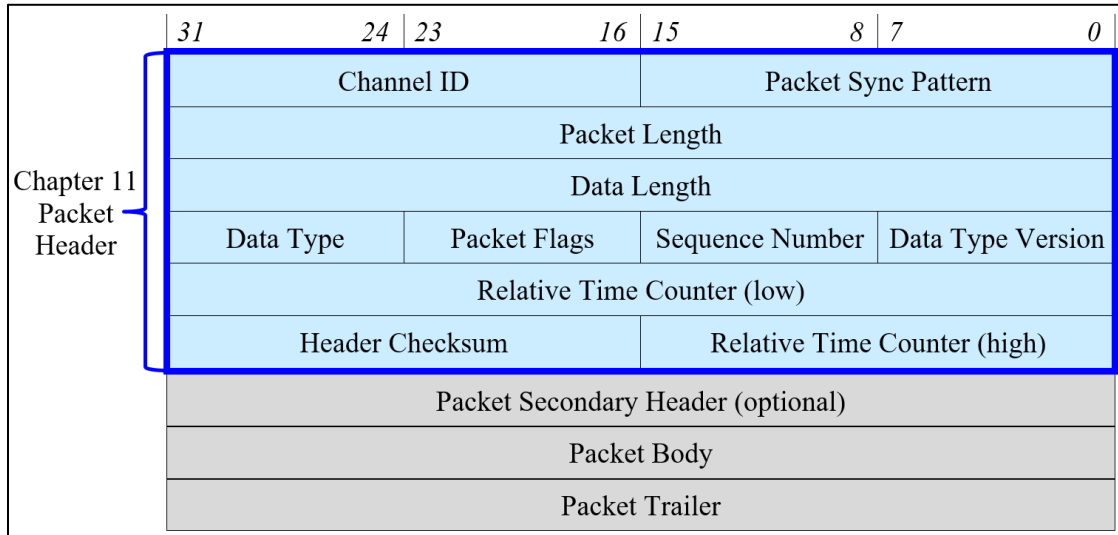 31 24 23 16 15 8 7 0
Channel ID Packet Sync Pattern
Packet Length
Data Length
Chapter 11
Packet
Header
Data Type Packet Flags Sequence Number Data Type Version
Relative Time Counter (low)
Header Checksum Relative Time Counter (high)
Packet Secondary Header (optional)
Packet Body
Packet Trailer